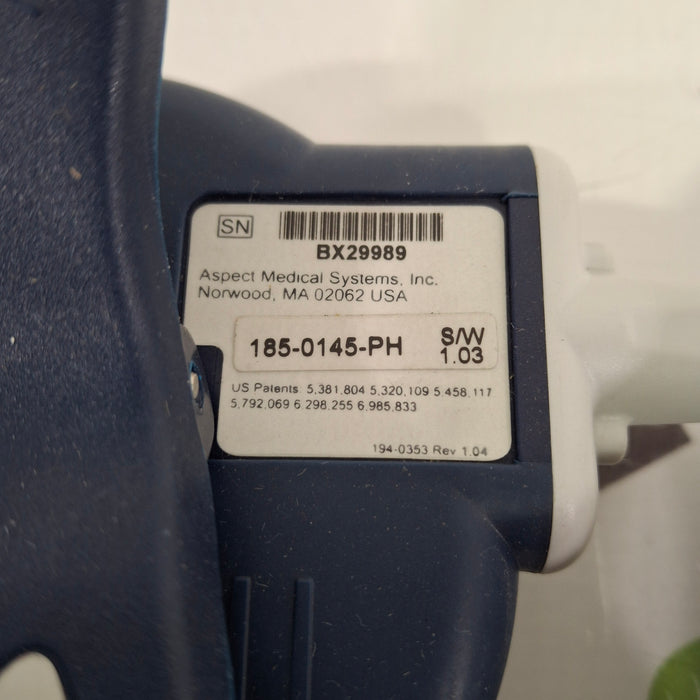 SN
BX29989
Aspect Medical Systems, Inc.
Norwood, MA 02062 USA
185-0145-PH S/W 1.03
US Patents 5,381,804 5,320,109 5,458,117
5,792,069 6,298,255 6,985,833
194-0353 Rev 1.04